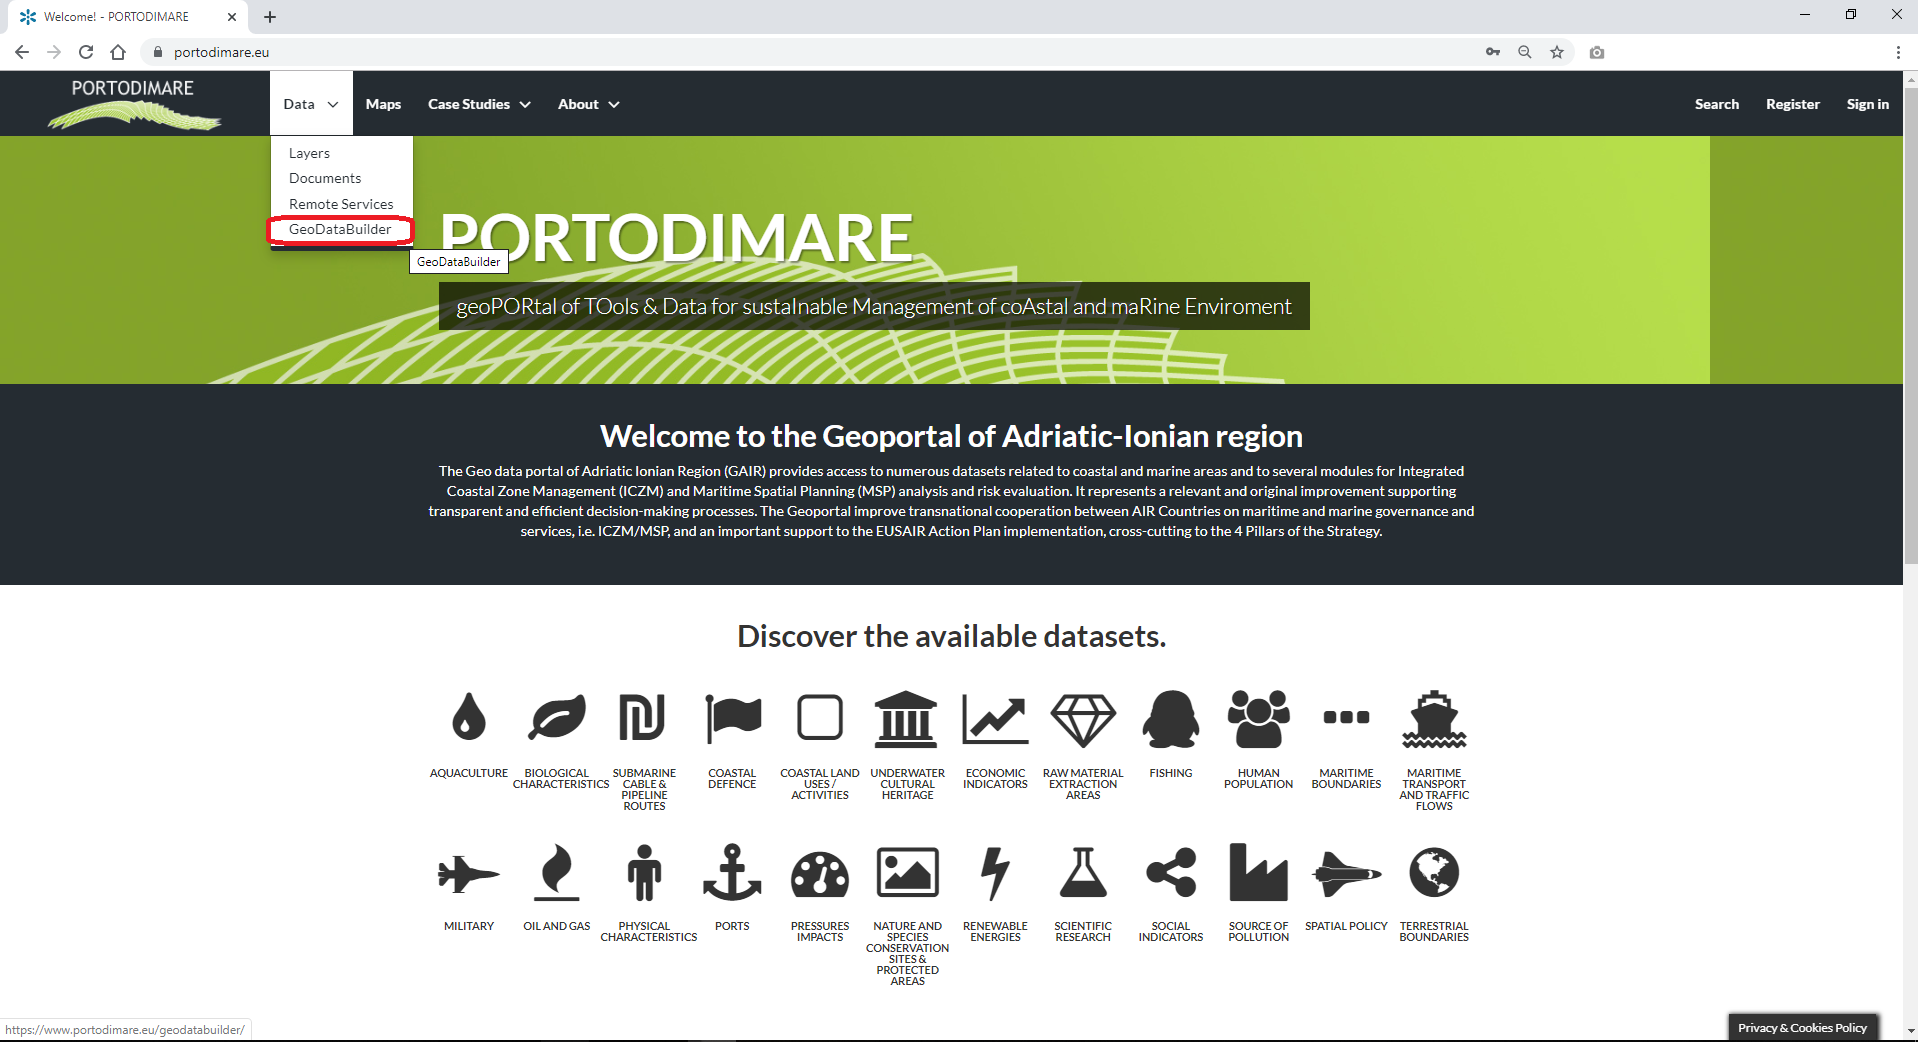 Welcome! - PORTODIMARE
portodimare.eu
PORTODIMARE
Data
Maps
Case Studies
About
Search
Register
Sign in
Layers
Documents
Remote Services
GeoDataBuilder
GeoDataBuilder
PORTODIMARE
geoPORtal of TOols & Data for sustaInable Management of coAstal and maRine Enviroment
Welcome to the Geoportal of Adriatic-Ionian region
The Geo data portal of Adriatic Ionian Region (GAIR) provides access to numerous datasets related to coastal and marine areas and to several modules for Integrated
Coastal Zone Management (ICZM) and Maritime Spatial Planning (MSP) analysis and risk evaluation. It represents a relevant and original improvement supporting
transparent and efficient decision-making processes. The Geoportal improve transnational cooperation between AIR Countries on maritime and marine governance and
services, i.e. ICZM/MSP, and an important support to the EUSAIR Action Plan implementation, cross-cutting to the 4 Pillars of the Strategy.
Discover the available datasets.
AQUACULTURE
BIOLOGICAL
CHARACTERISTICS
SUBMARINE
CABLE &
PIPELINE
ROUTES
COASTAL
DEFENCE
COASTAL LAND
USES /
ACTIVITIES
UNDERWATER
CULTURAL
HERITAGE
ECONOMIC
INDICATORS
RAW MATERIAL
EXTRACTION
AREAS
FISHING
HUMAN
POPULATION
MARITIME
BOUNDARIES
MARITIME
TRANSPORT
AND TRAFFIC
FLOWS
MILITARY
OIL AND GAS
PHYSICAL
CHARACTERISTICS
PORTS
PRESSURES
IMPACTS
NATURE AND
SPECIES
CONSERVATION
SITES &
PROTECTED
AREAS
RENEWABLE
ENERGIES
SCIENTIFIC
RESEARCH
SOCIAL
INDICATORS
SOURCE OF
POLLUTION
SPATIAL POLICY
TERRESTRIAL
BOUNDARIES
https://www.portodimare.eu/geodatabuilder/
Privacy & Cookies Policy